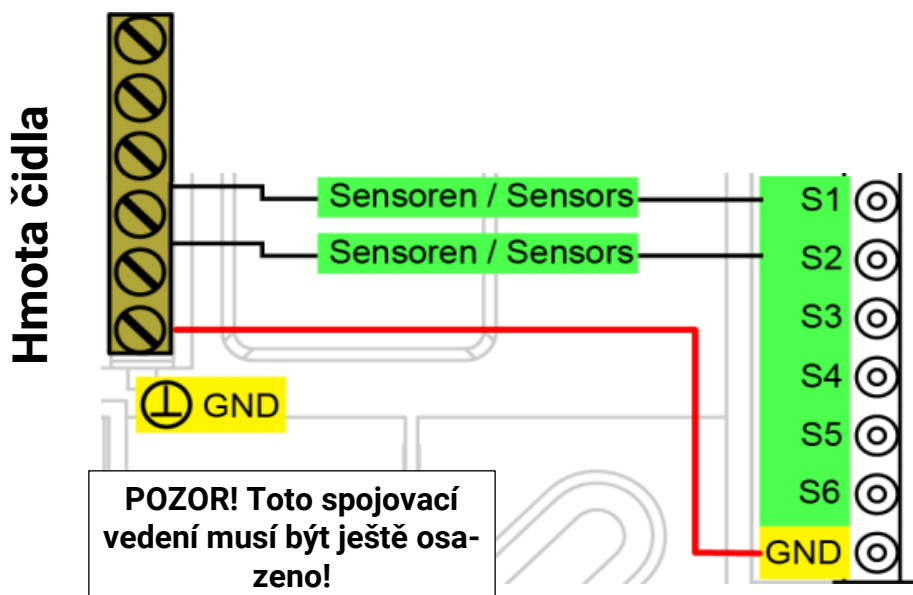 Hmota čidla
Sensoren / Sensors
S1
Sensoren / Sensors
S2
S3
S4
S5
S6
GND
GND
POZOR! Toto spojovací
vedení musí být ještě osa-
zeno!